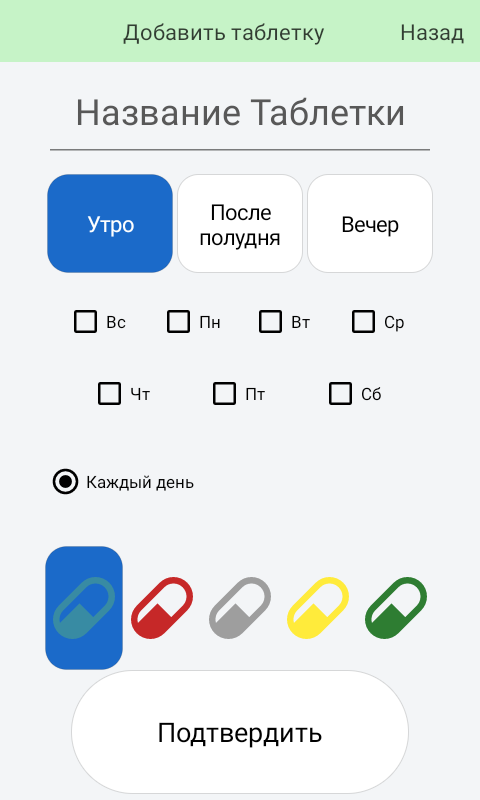 Добавить таблетку
Назад
Название Таблетки
Утро
После
полудня
Вечер
Вс
Пн
Вт
Ср
Чт
Пт
Сб
Каждый день
Подтвердить